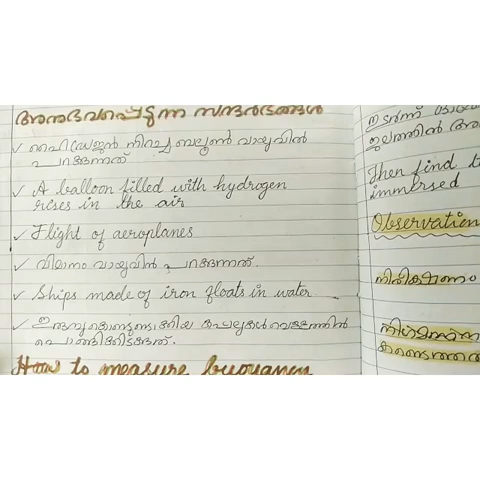 അനുഭവപ്പെടുന്ന സന്ദർഭങ്ങൾ
✓ ഹൈഡ്രജൻ നിറച്ച ബലൂൺ വായുവിൽ
പറക്കുന്നത്
✓ A balloon filled with hydrogen
rises in the air
✓ Flight of aeroplanes
✓ വിമാനം വായുവിൽ പറക്കുന്നത്.
✓ Ships made of iron floats in water
✓ ഇരുമ്പുകൊണ്ടുണ്ടാക്കിയ കപ്പലുകൾ വെള്ളത്തിൽ
പൊങ്ങിക്കിടക്കുന്നത്.
How to measure buoyancy
Then find
immersed
Observation
നിരീക്ഷണം